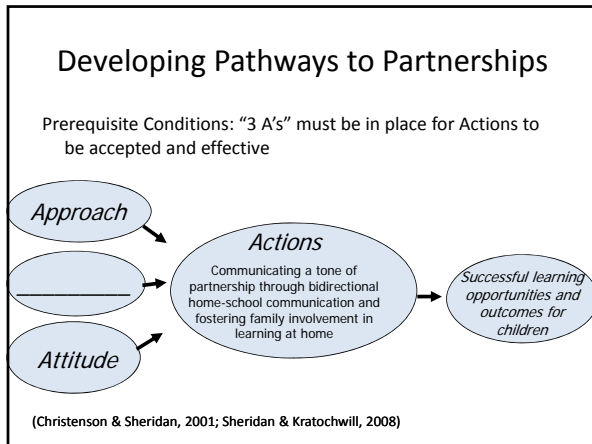 Developing Pathways to Partnerships
Prerequisite Conditions: “3 A’s” must be in place for Actions to
be accepted and effective
Approach
___________
Attitude
Actions
Communicating a tone of
partnership through bidirectional
home-school communication and
fostering family involvement in
learning at home
Successful learning
opportunities and
outcomes for
children
(Christenson & Sheridan, 2001; Sheridan & Kratochwill, 2008)